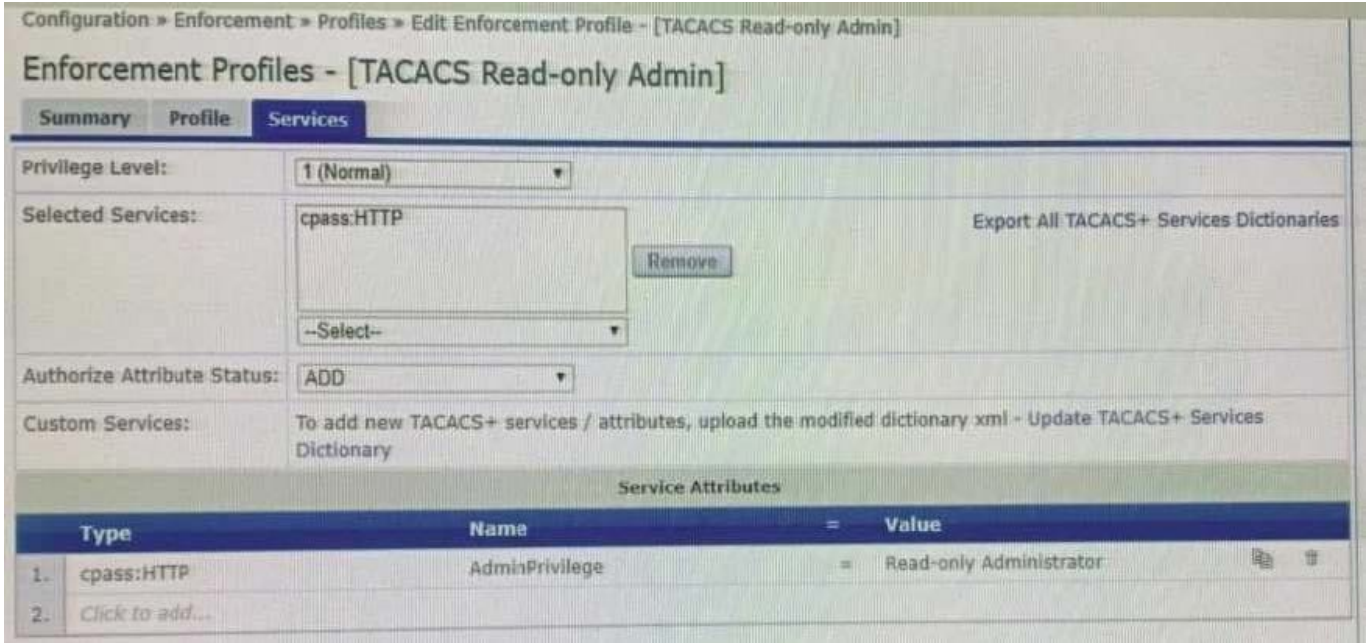 Configuration » Enforcement » Profiles » Edit Enforcement Profile - [TACACS Read-only Admin]
Enforcement Profiles - [TACACS Read-only Admin]
Summary Profile Services
Privilege Level: 1 (Normal)
Selected Services: cpass:HTTP Export All TACACS+ Services Dictionaries
Remove
--Select--
Authorize Attribute Status: ADD
Custom Services: To add new TACACS+ services / attributes, upload the modified dictionary xml - Update TACACS+ Services
Dictionary
Service Attributes
Type Name = Value
1. cpass:HTTP AdminPrivilege = Read-only Administrator
2. Click to add...